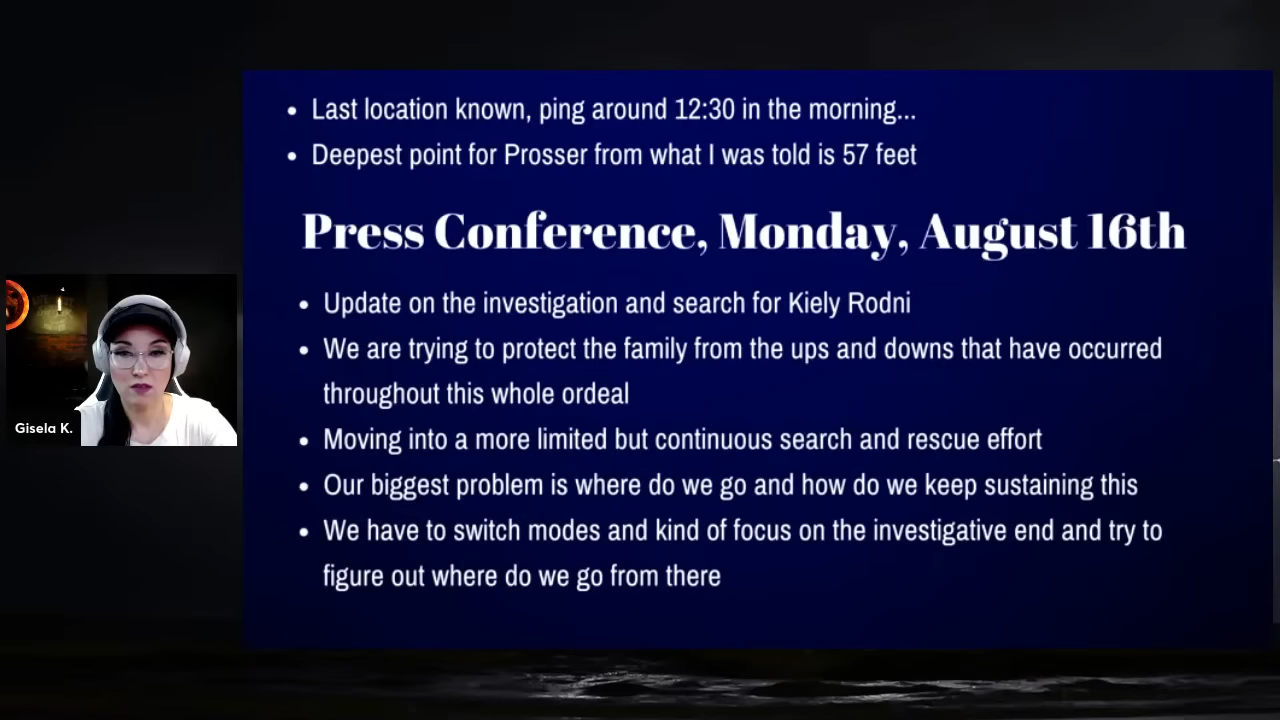 • Last location known, ping around 12:30 in the morning...
• Deepest point for Prosser from what I was told is 57 feet
Press Conference, Monday, August 16th
• Update on the investigation and search for Kiely Rodni
• We are trying to protect the family from the ups and downs that have occurred
throughout this whole ordeal
• Moving into a more limited but continuous search and rescue effort
• Our biggest problem is where do we go and how do we keep sustaining this
• We have to switch modes and kind of focus on the investigative end and try to
figure out where do we go from there
Gisela K.